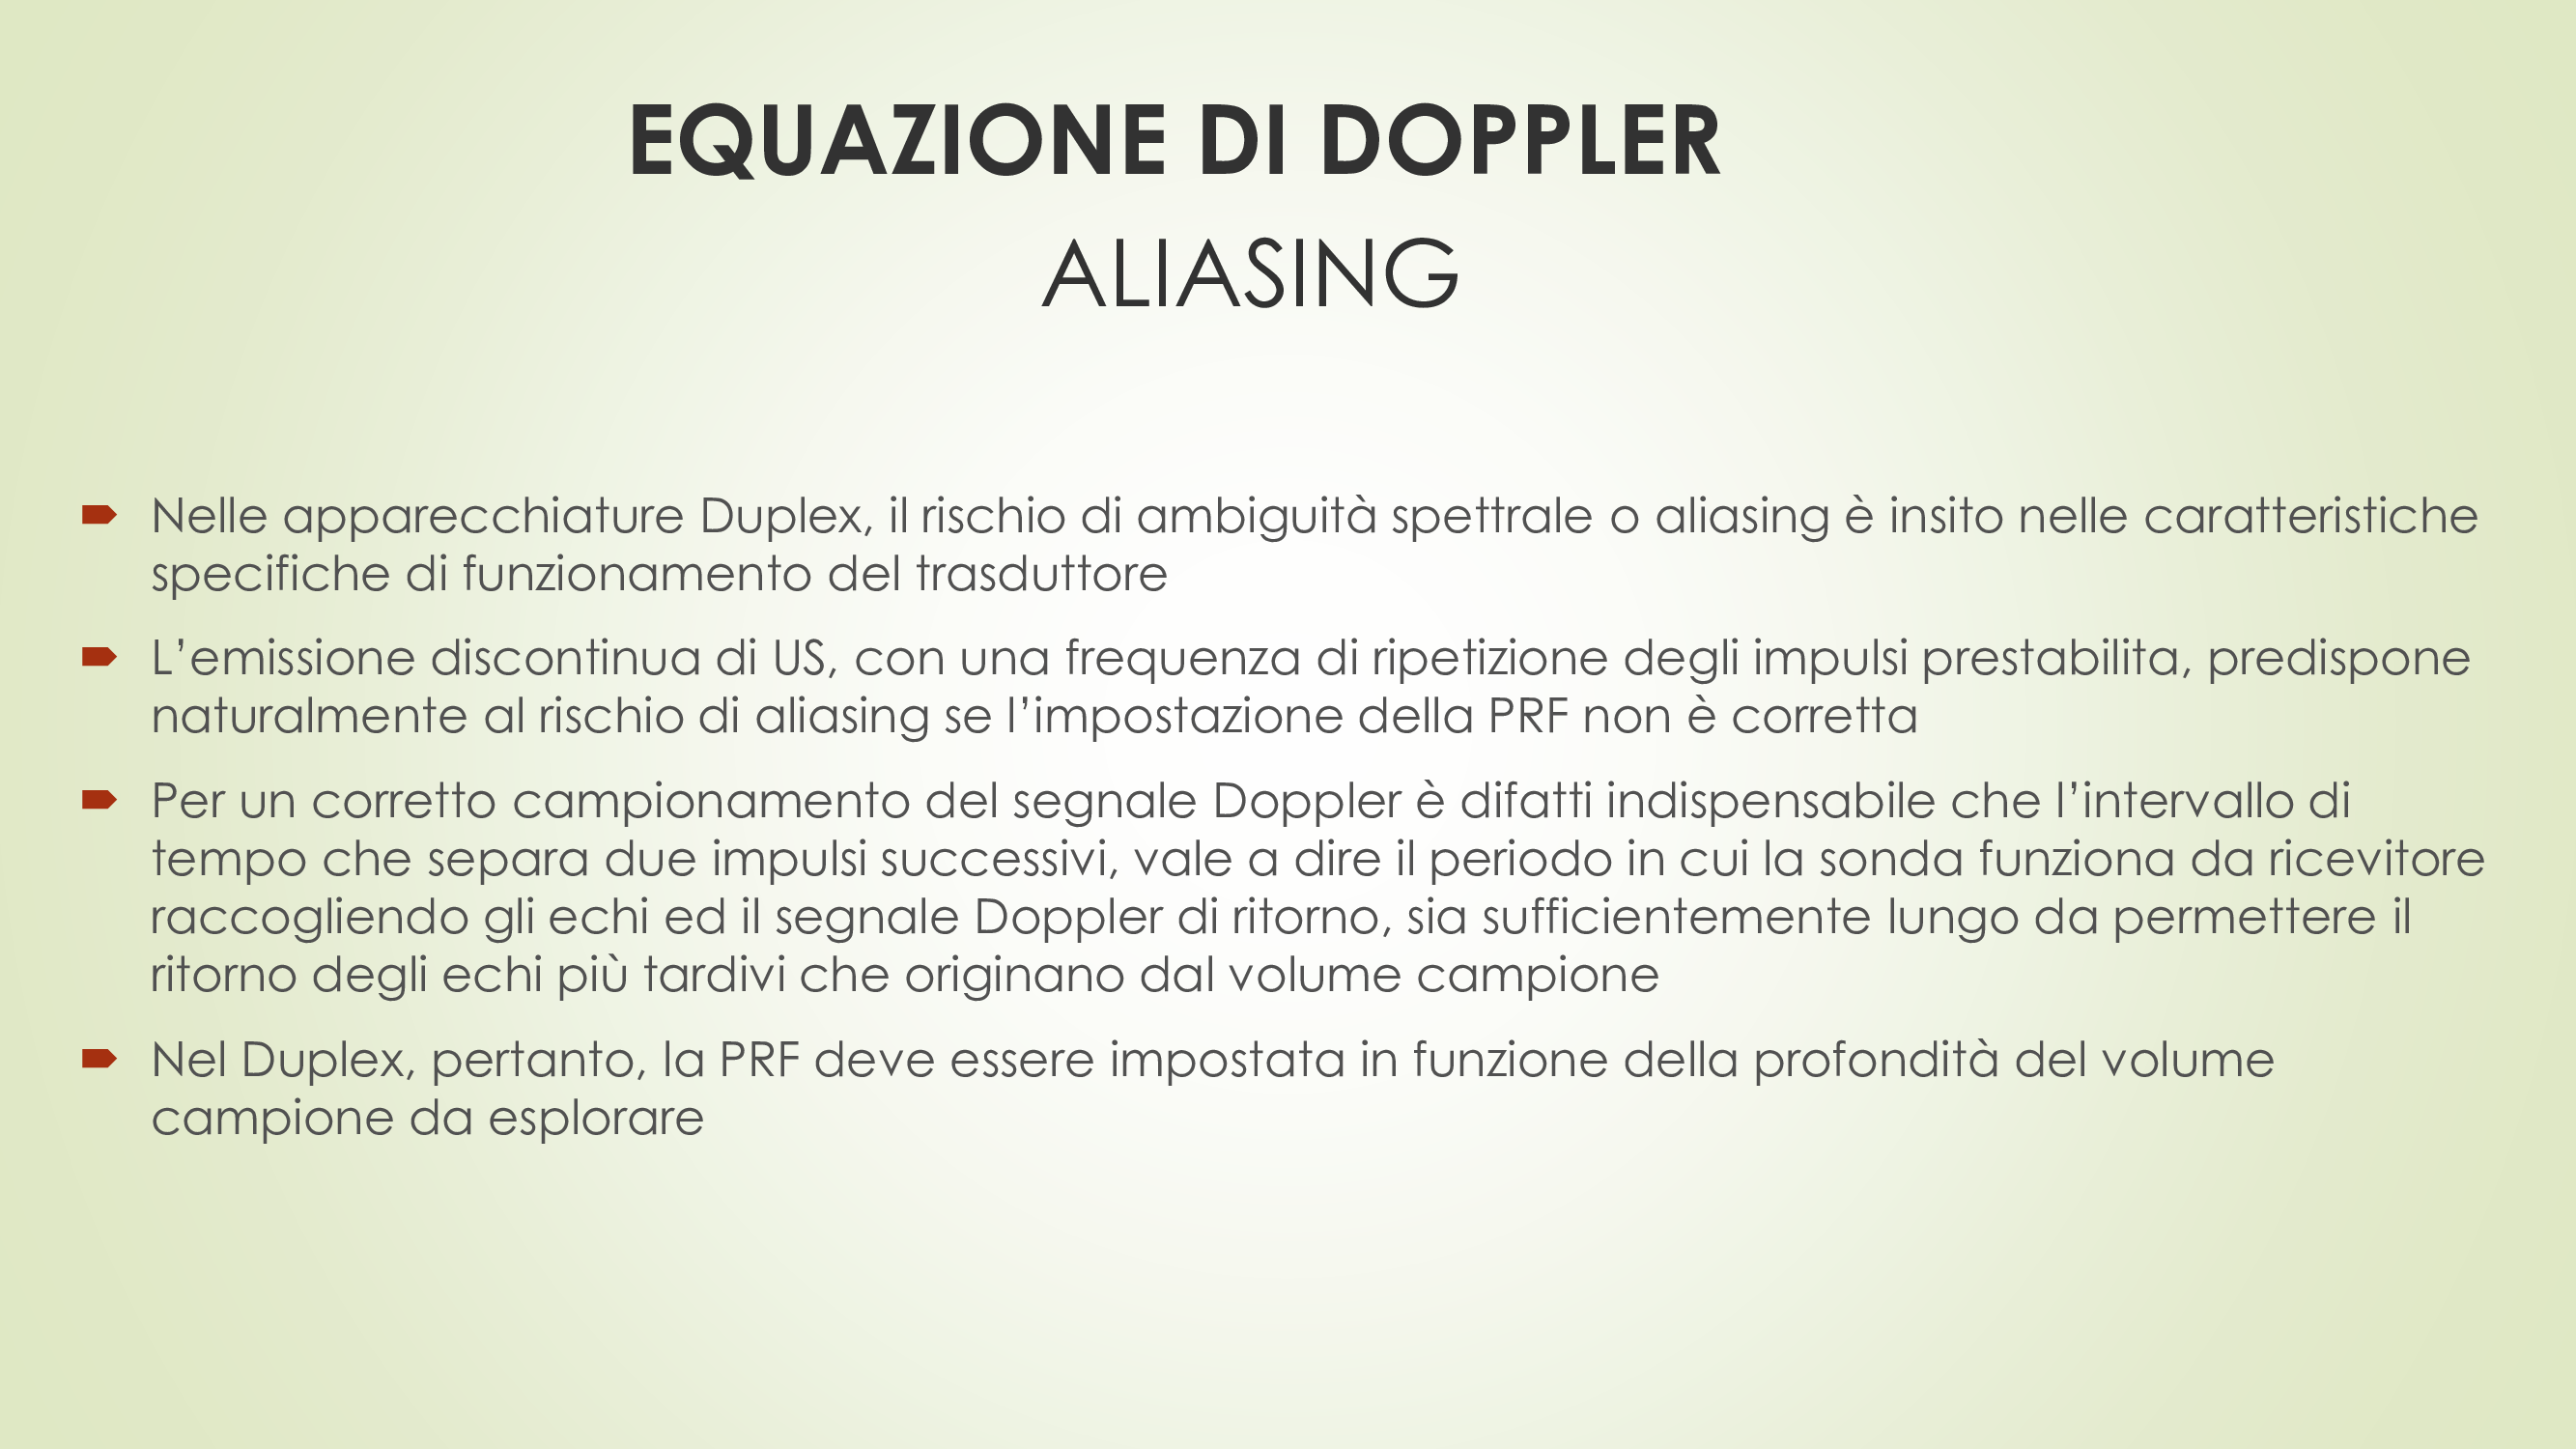 EQUAZIONE DI DOPPLER
ALIASING
Nelle apparecchiature Duplex, il rischio di ambiguità spettrale o aliasing è insito nelle caratteristiche
specifiche di funzionamento del trasduttore
L’emissione discontinua di US, con una frequenza di ripetizione degli impulsi prestabilita, predispone
naturalmente al rischio di aliasing se l’impostazione della PRF non è corretta
Per un corretto campionamento del segnale Doppler è difatti indispensabile che l’intervallo di
tempo che separa due impulsi successivi, vale a dire il periodo in cui la sonda funziona da ricevitore
raccogliendo gli echi ed il segnale Doppler di ritorno, sia sufficientemente lungo da permettere il
ritorno degli echi più tardivi che originano dal volume campione
Nel Duplex, pertanto, la PRF deve essere impostata in funzione della profondità del volume
campione da esplorare